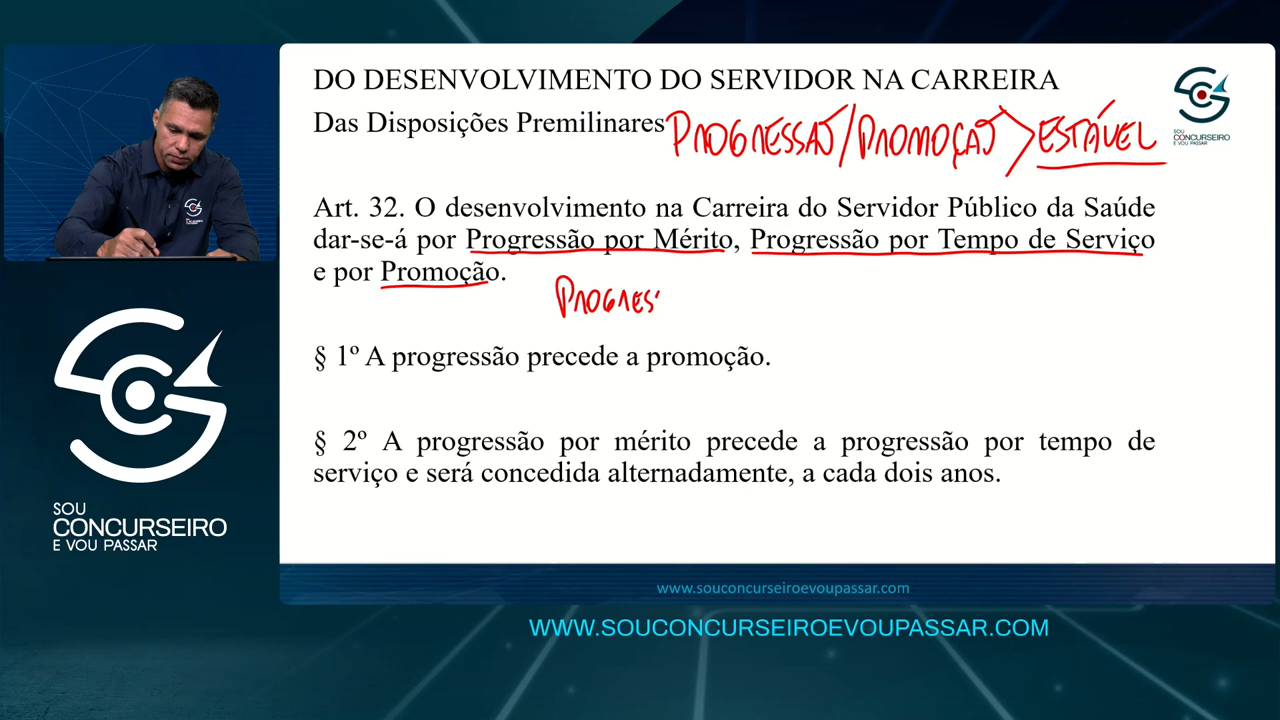 DO DESENVOLVIMENTO DO SERVIDOR NA CARREIRA
Das Disposições Premilinares
PROGRESSÃO/PROMOÇÃO > ESTÁVEL
SOU
CONCURSEIRO
E VOU PASSAR
Art. 32. O desenvolvimento na Carreira do Servidor Público da Saúde
dar-se-á por Progressão por Mérito, Progressão por Tempo de Serviço
e por Promoção.
PROGRES
§ 1º A progressão precede a promoção.
§ 2º A progressão por mérito precede a progressão por tempo de
serviço e será concedida alternadamente, a cada dois anos.
SOU
CONCURSEIRO
E VOU PASSAR
www.souconcurseiroevoupassar.com
WWW.SOUCONCURSEIROEVOUPASSAR.COM